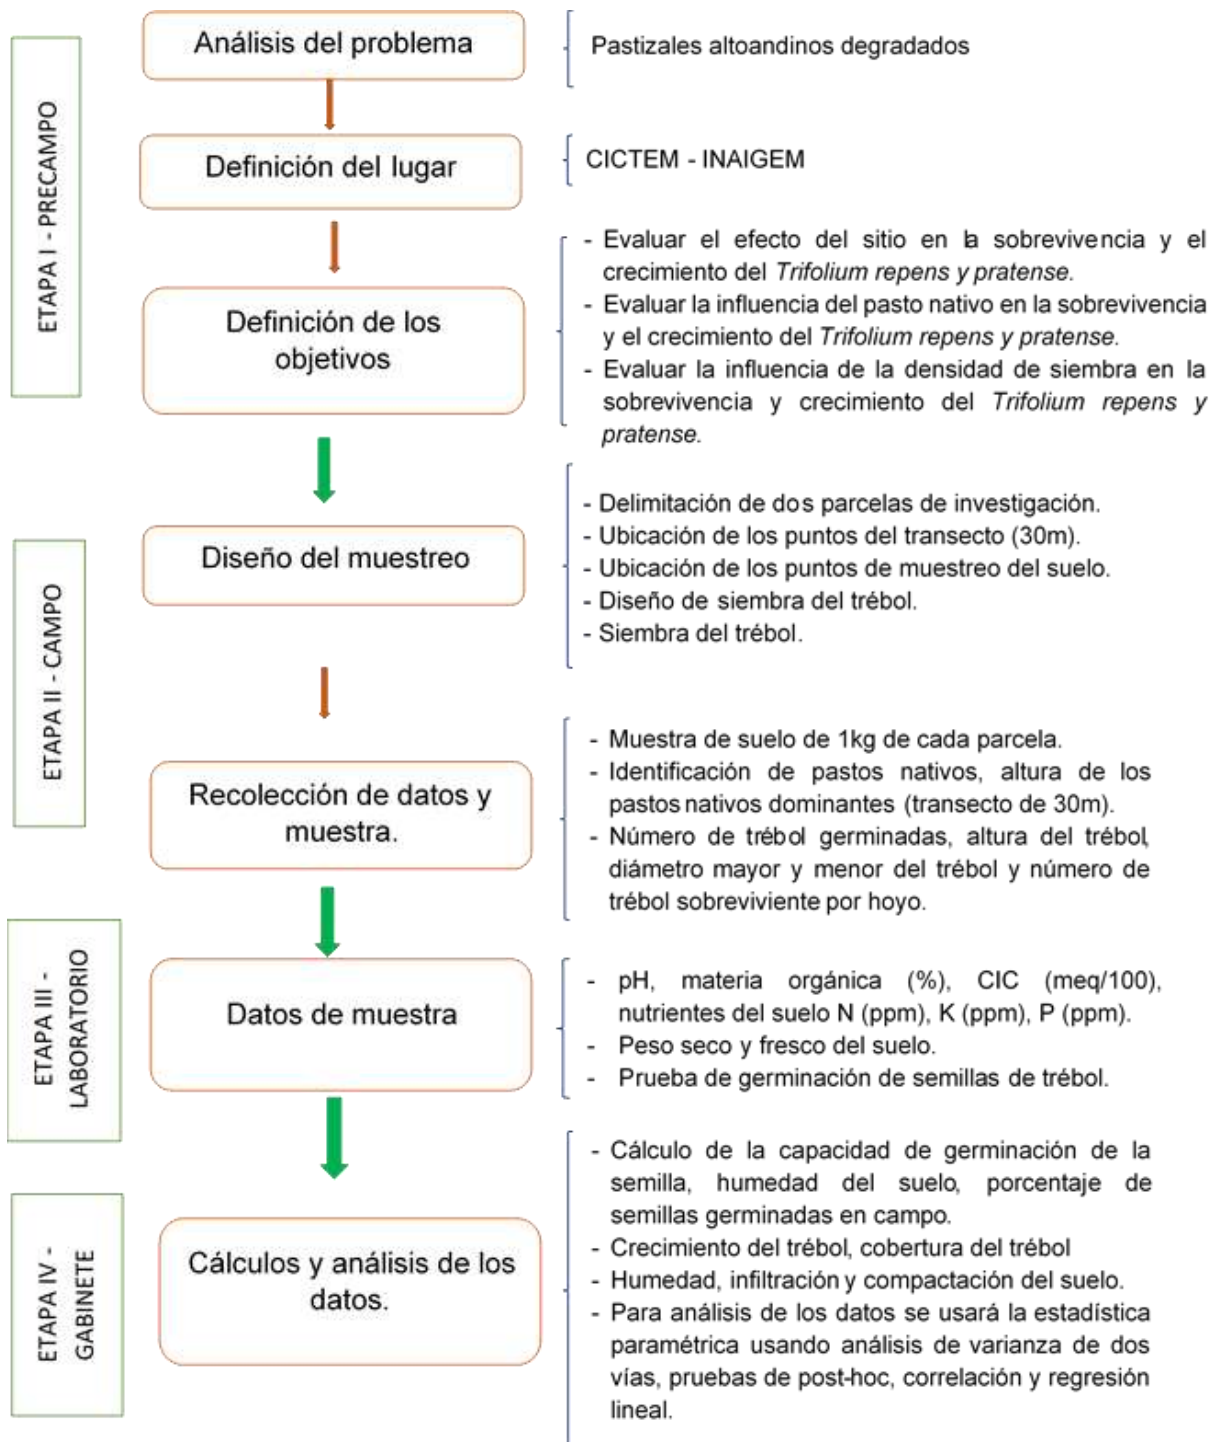 ETAPA I - PRECAMPO
Análisis del problema
Pastizales altoandinos degradados
Definición del lugar
CICTEM - INAIGEM
Definición de los
objetivos
- Evaluar el efecto del sitio en la sobrevivencia y el
crecimiento del Trifolium repens y pratense.
- Evaluar la influencia del pasto nativo en la sobrevivencia
y el crecimiento del Trifolium repens y pratense.
- Evaluar la influencia de la densidad de siembra en la
sobrevivencia y crecimiento del Trifolium repens y
pratense.
ETAPA II - CAMPO
Diseño del muestreo
- Delimitación de dos parcelas de investigación.
- Ubicación de los puntos del transecto (30m).
- Ubicación de los puntos de muestreo del suelo.
- Diseño de siembra del trébol.
- Siembra del trébol.
Recolección de datos y
muestra.
- Muestra de suelo de 1kg de cada parcela.
- Identificación de pastos nativos, altura de los
pastos nativos dominantes (transecto de 30m).
- Número de trébol germinadas, altura del trébol,
diámetro mayor y menor del trébol y número de
trébol sobreviviente por hoyo.
ETAPA III -
LABORATORIO
Datos de muestra
- pH, materia orgánica (%), CIC (meq/100),
nutrientes del suelo N (ppm), K (ppm), P (ppm).
- Peso seco y fresco del suelo.
- Prueba de germinación de semillas de trébol.
ETAPA IV -
GABINETE
Cálculos y análisis de los
datos.
- Cálculo de la capacidad de germinación de la
semilla, humedad del suelo, porcentaje de
semillas germinadas en campo.
- Crecimiento del trébol, cobertura del trébol
- Humedad, infiltración y compactación del suelo.
- Para análisis de los datos se usará la estadística
paramétrica usando análisis de varianza de dos
vías, pruebas de post-hoc, correlación y regresión
lineal.